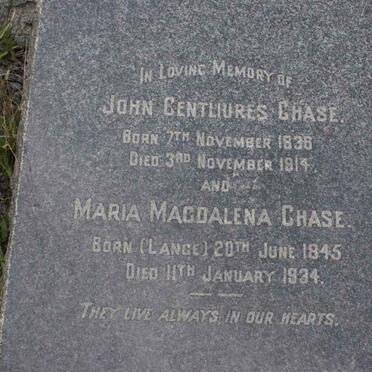 IN LOVING MEMORY OF
JOHN CENTLIURES CHASE.
BORN 7TH NOVEMBER 1836
DIED 3RD NOVEMBER 1914.
AND
MARIA MAGDALENA CHASE.
BORN (LANGE) 20TH JUNE 1845
DIED 11TH JANUARY 1934.
THEY LIVE ALWAYS IN OUR HEARTS.